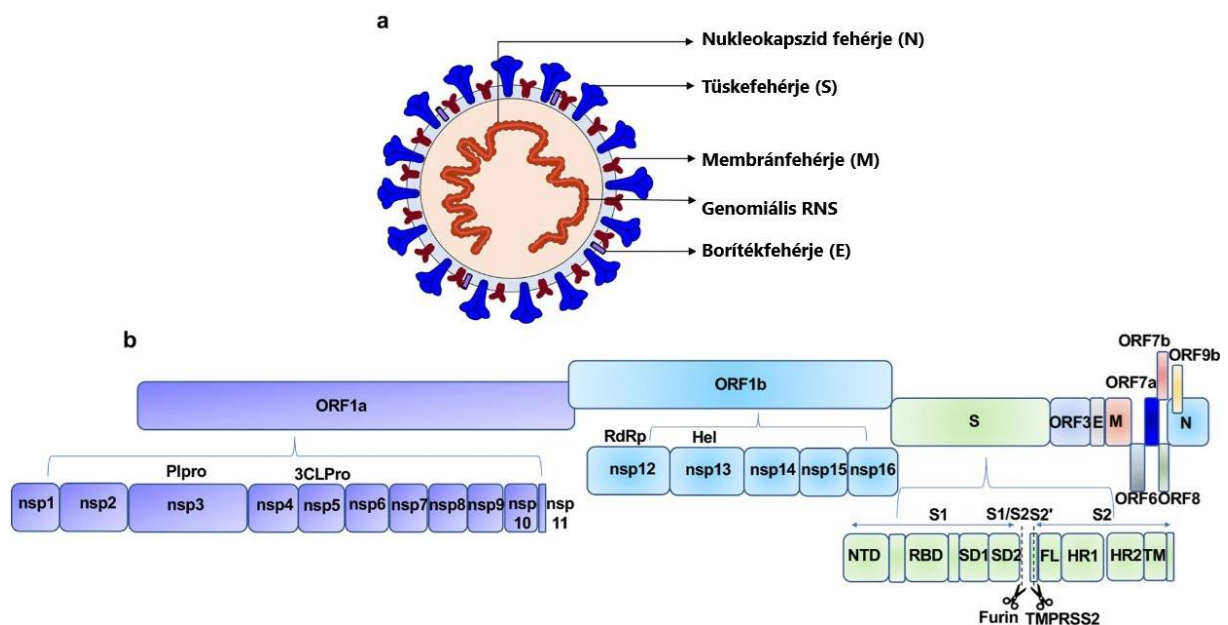 a
Nukleokapszid fehérje (N)
Tüskefehérje (S)
Membránfehérje (M)
Genomiális RNS
Borítékfehérje (E)
b
ORF7b
ORF9b
ORF1a
ORF1b
ORF7a
S
ORF3
E
M
N
RdRp
Hel
nsp12
nsp13
nsp14
nsp15
nsp16
Plpro
3CLPro
nsp1
nsp2
nsp3
nsp4
nsp5
nsp6
nsp7
nsp8
nsp9
nsp
10
nsp
11
ORF6
ORF8
S1
S1/S2
S2'
S2
NTD
RBD
SD1
SD2
FL
HR1
HR2
TM
Furin
TMPRSS2